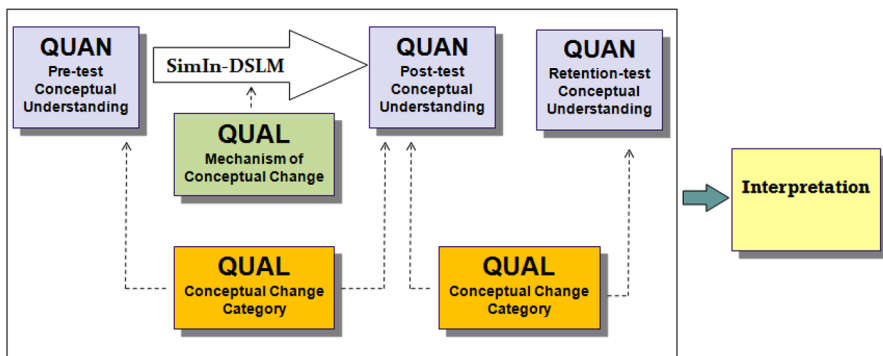 QUAN
Pre-test
Conceptual
Understanding
SimIn-DSLM
QUAN
Post-test
Conceptual
Understanding
QUAN
Retention-test
Conceptual
Understanding
QUAL
Mechanism of
Conceptual Change
Interpretation
QUAL
Conceptual Change
Category
QUAL
Conceptual Change
Category